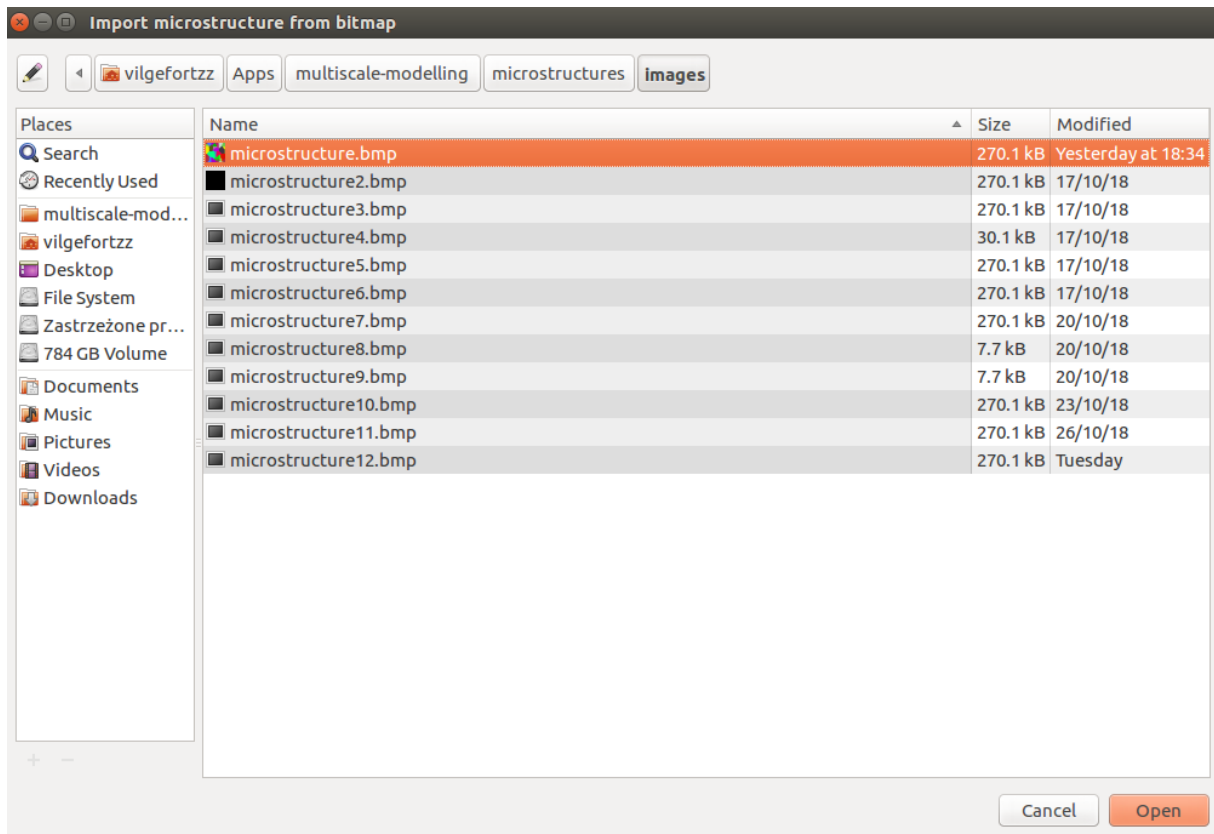 Import microstructure from bitmap
vilgefortzz Apps multiscale-modelling microstructures images
Places Name Size Modified
Search microstructure.bmp 270.1 kB Yesterday at 18:34
Recently Used microstructure2.bmp 270.1 kB 17/10/18
multiscale-mod... microstructure3.bmp 270.1 kB 17/10/18
vilgefortzz microstructure4.bmp 30.1 kB 17/10/18
Desktop microstructure5.bmp 270.1 kB 17/10/18
File System microstructure6.bmp 270.1 kB 17/10/18
Zastrzeżone pr... microstructure7.bmp 270.1 kB 20/10/18
784 GB Volume microstructure8.bmp 7.7 kB 20/10/18
Documents microstructure9.bmp 7.7 kB 20/10/18
Music microstructure10.bmp 270.1 kB 23/10/18
Pictures microstructure11.bmp 270.1 kB 26/10/18
Videos microstructure12.bmp 270.1 kB Tuesday
Downloads
Cancel Open